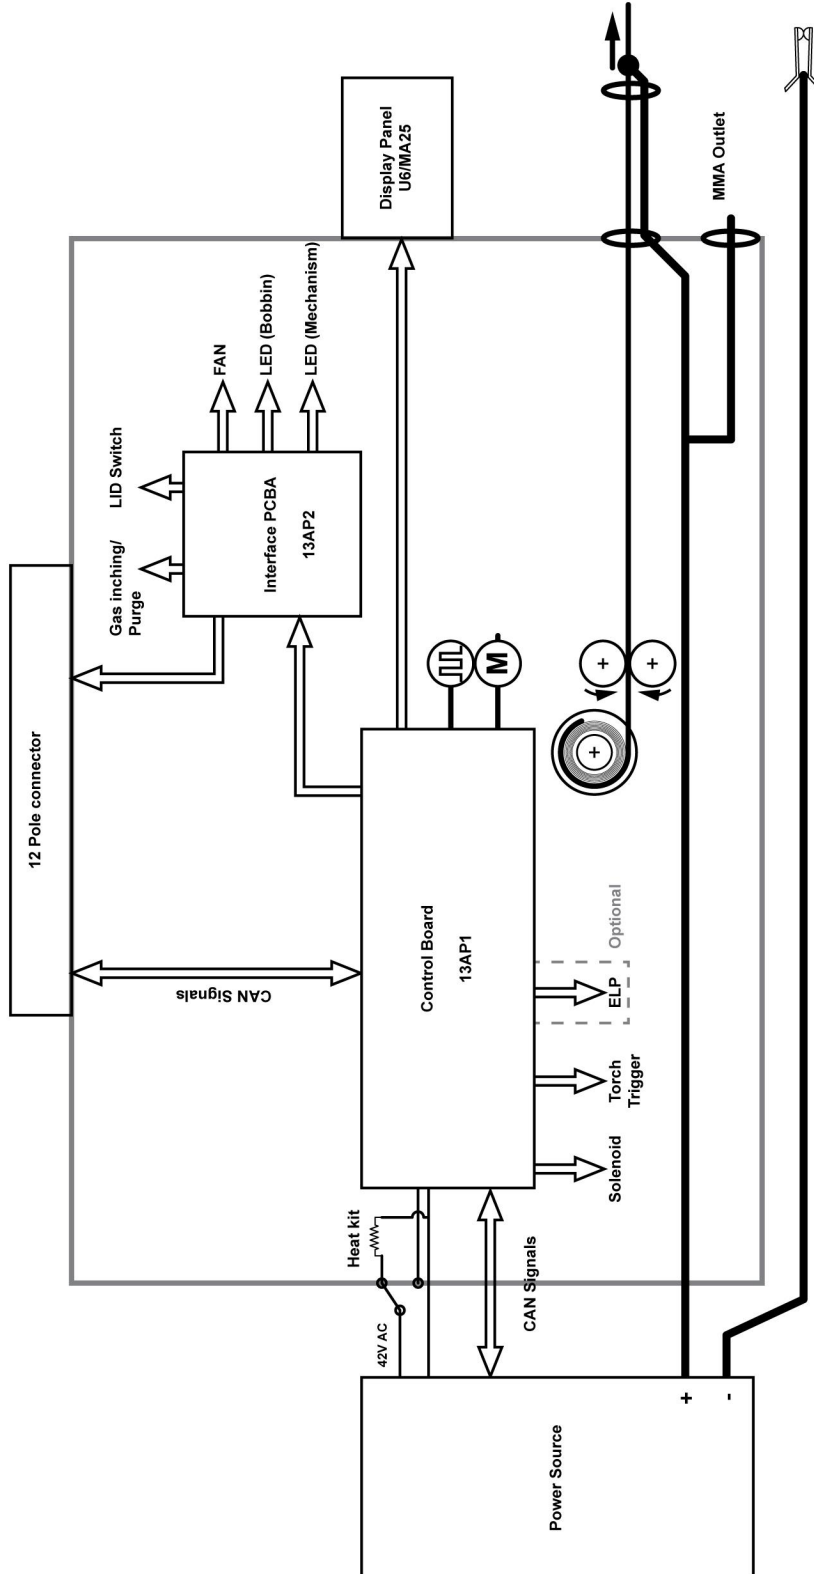 12 Pole connector
Display Panel
U6/MA25
FAN
LED (Bobbin)
LED (Mechanism)
LID Switch
Gas inching/
Purge
Interface PCBA
13AP2
MMA Outlet
CAN Signals
Control Board
13AP1
M
+
+
+
Optional
ELP
Torch
Trigger
Solenoid
Heat kit
42V AC
CAN Signals
Power Source
+
-